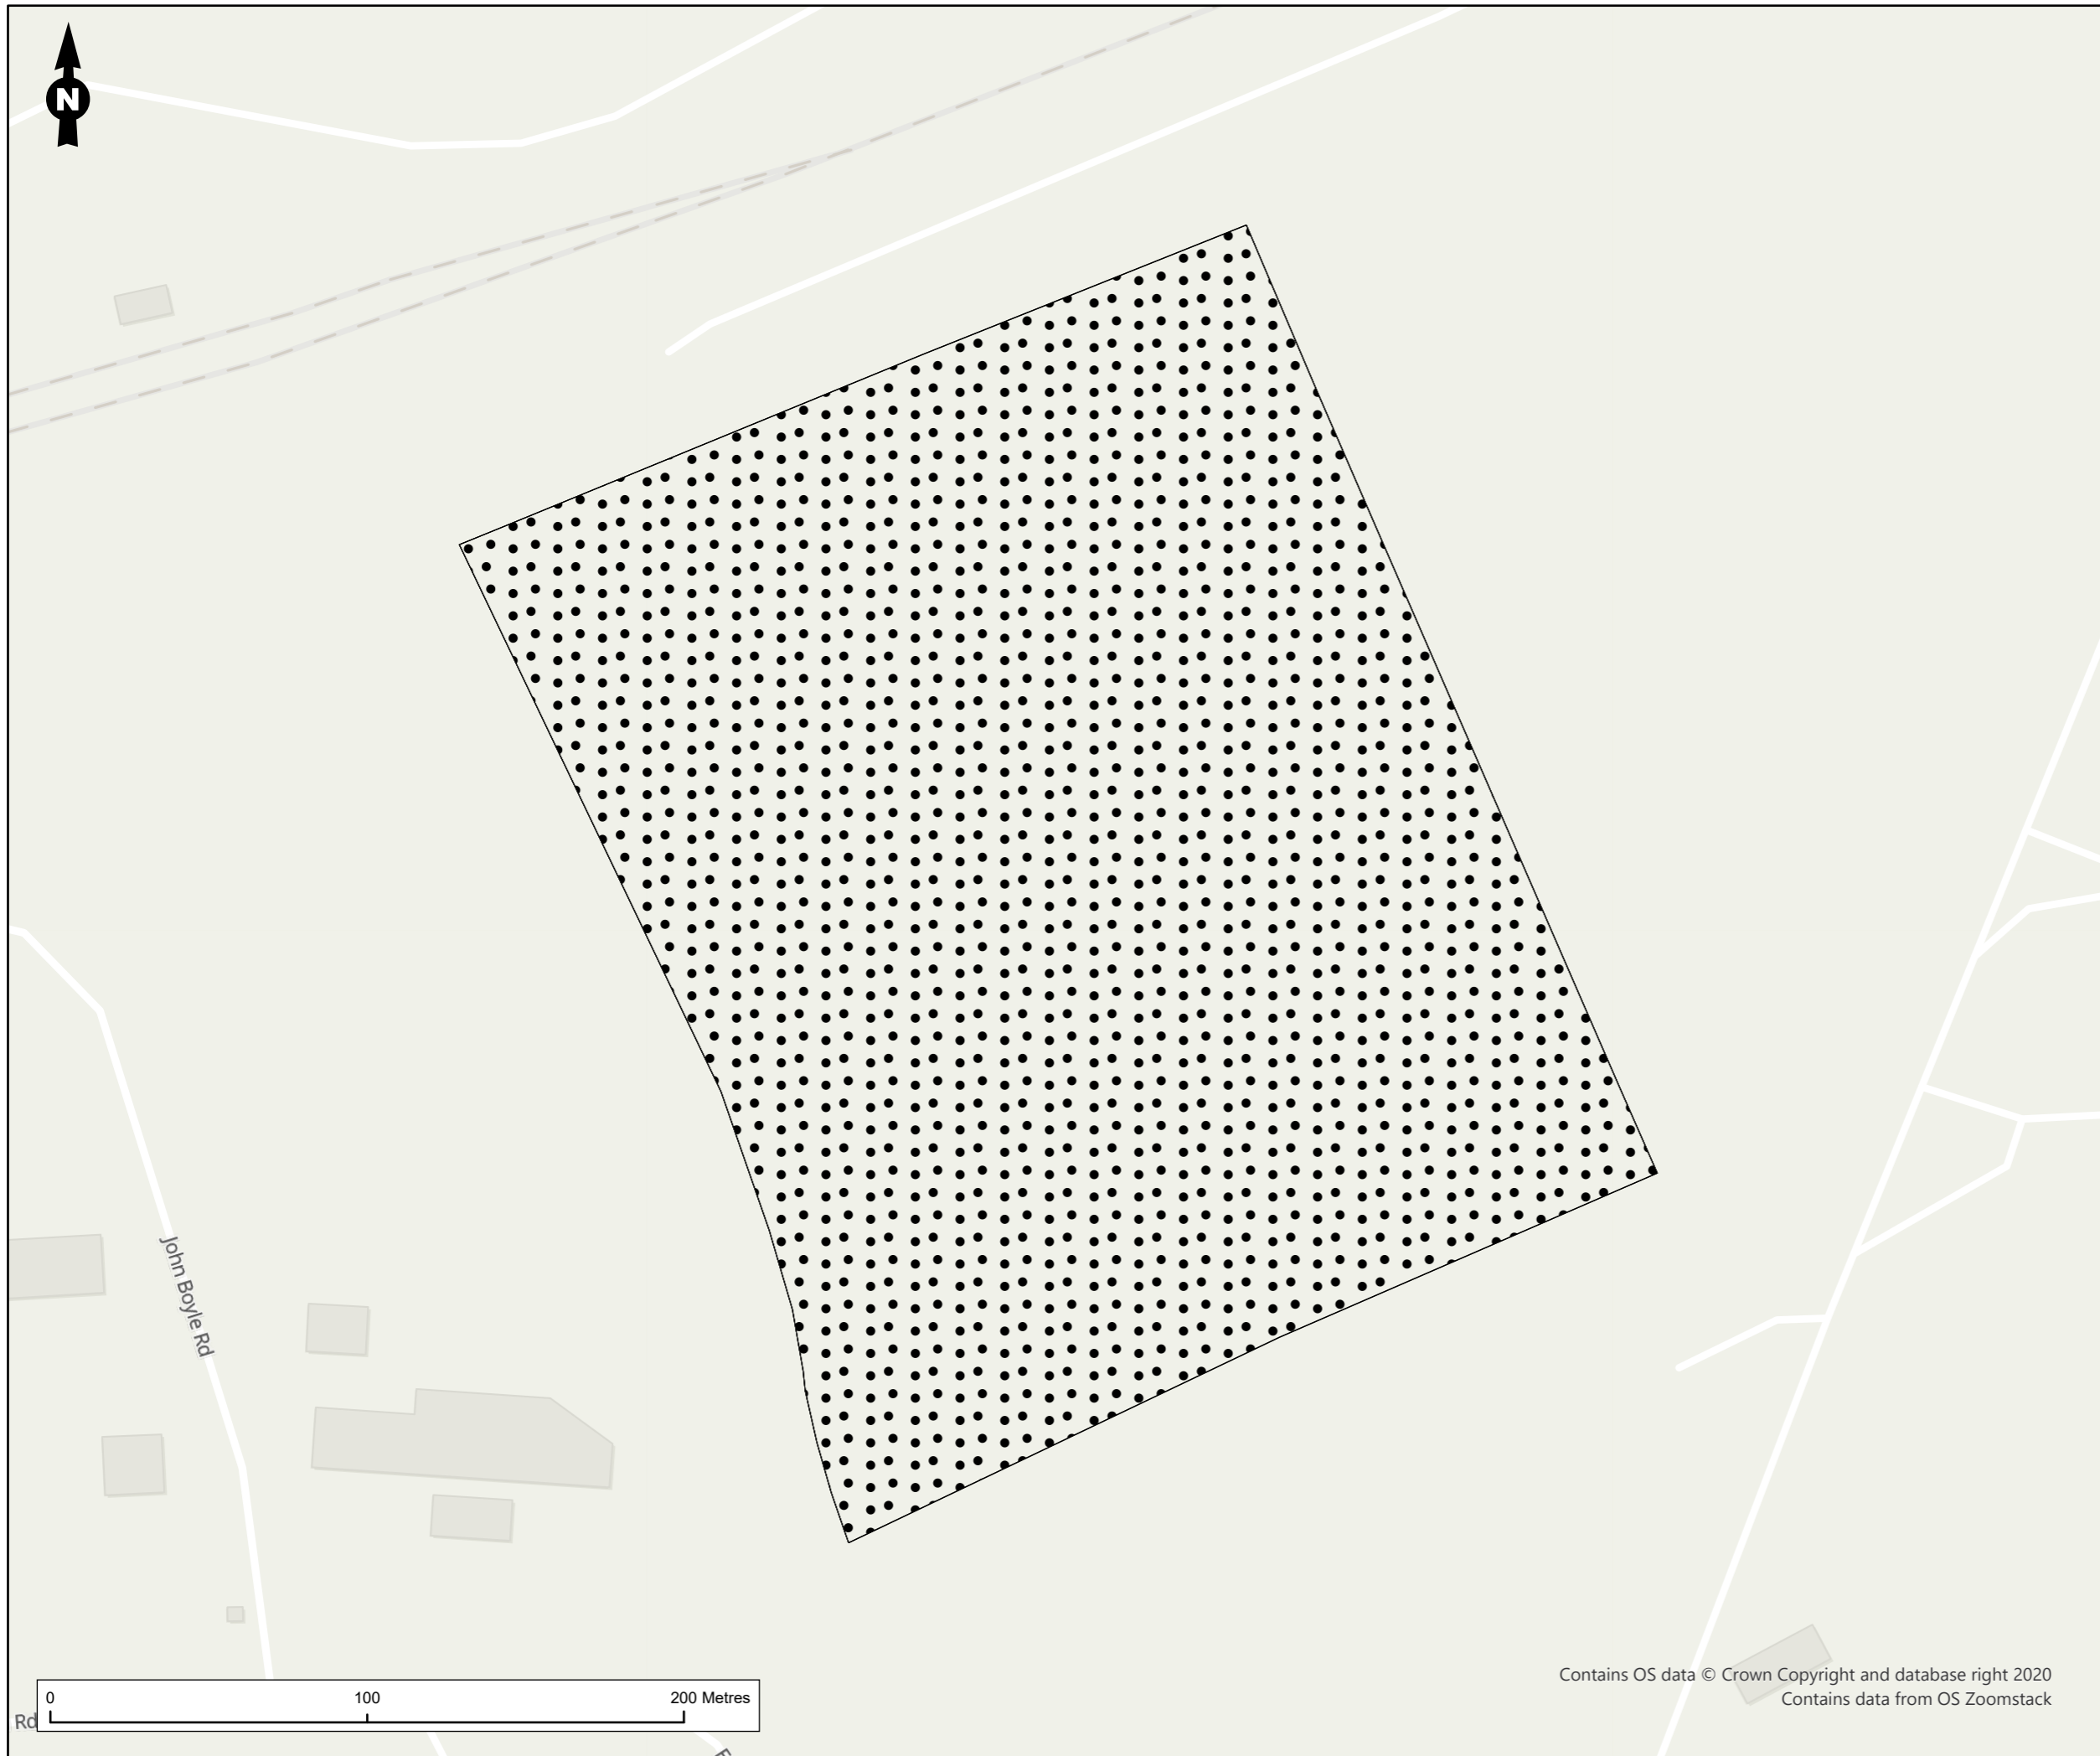 N
John Boyle Rd
0 100 200 Metres
Rd
Contains OS data © Crown Copyright and database right 2020
Contains data from OS Zoomstack